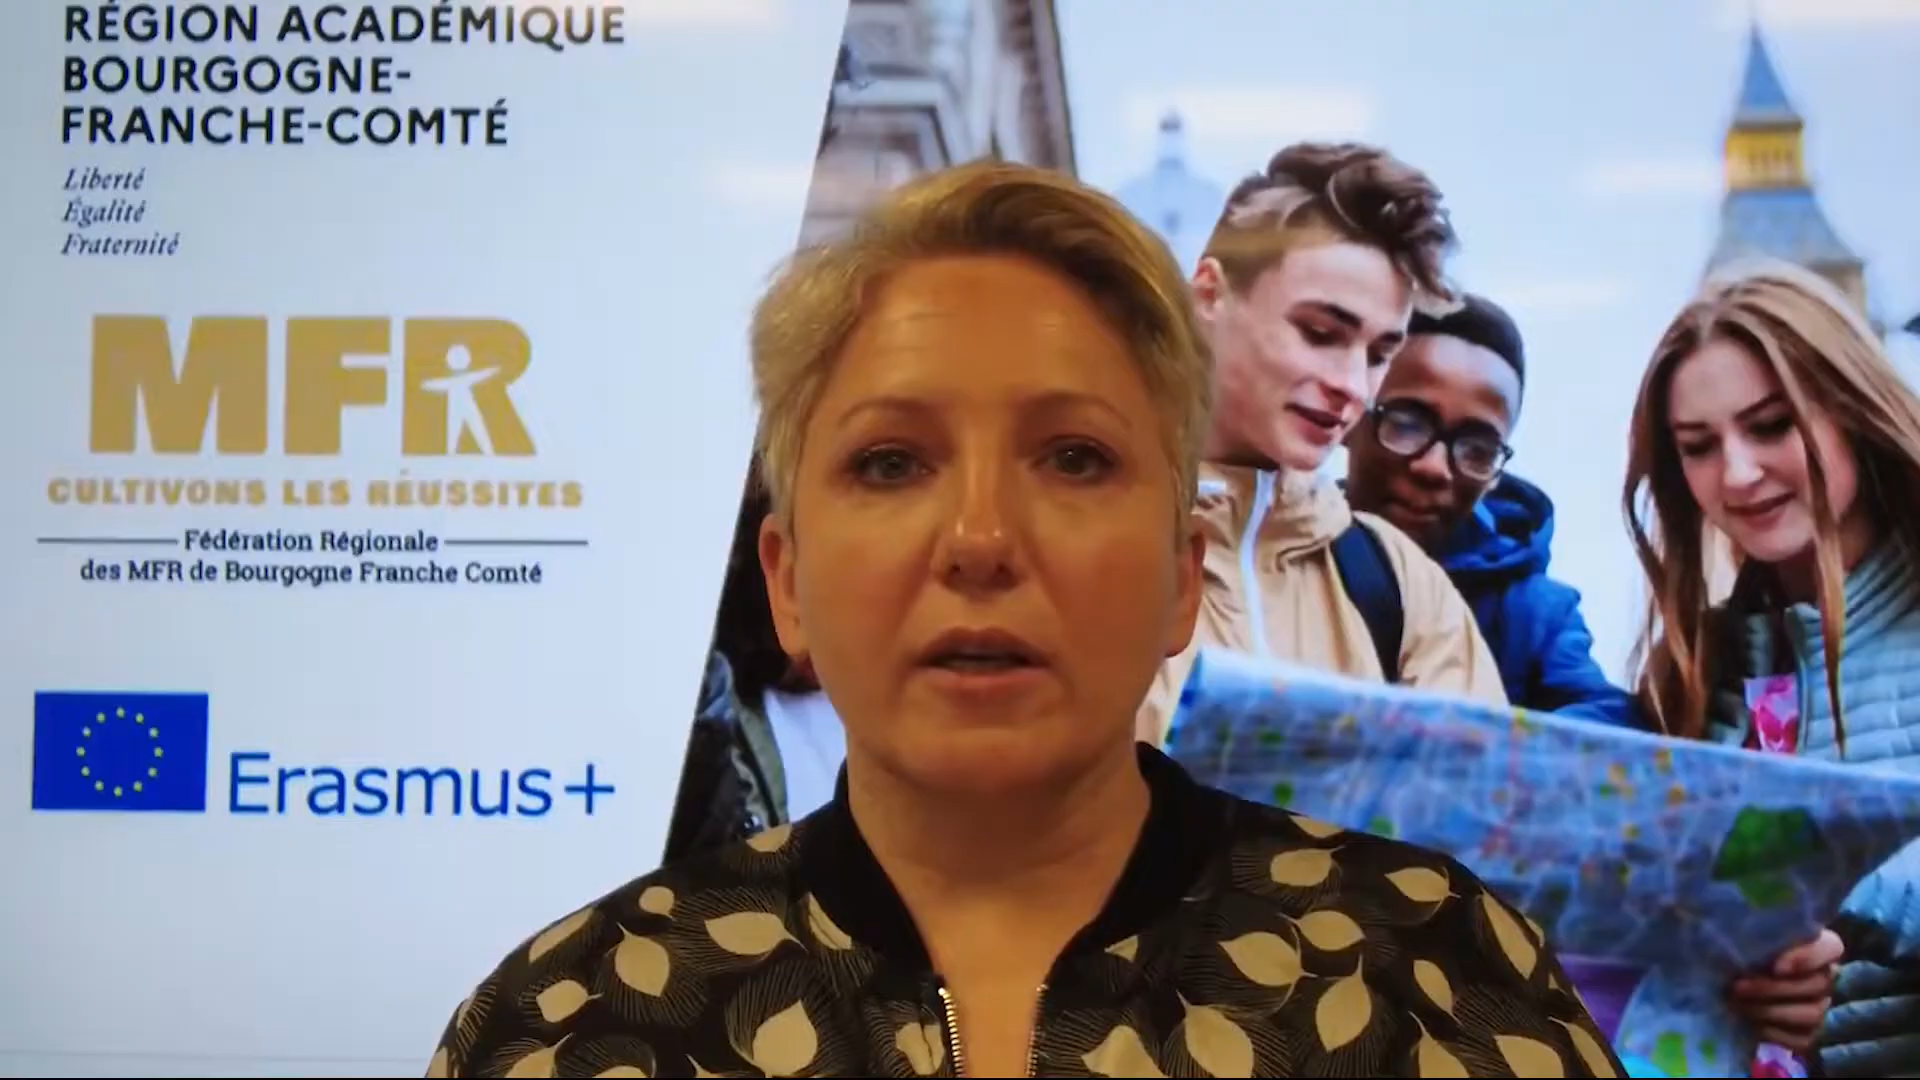 RÉGION ACADÉMIQUE
BOURGOGNE-
FRANCHE-COMTÉ
Liberté
Égalité
Fraternité
MFR
CULTIVONS LES RÉUSSITES
Fédération Régionale
des MFR de Bourgogne Franche Comté
Erasmus+